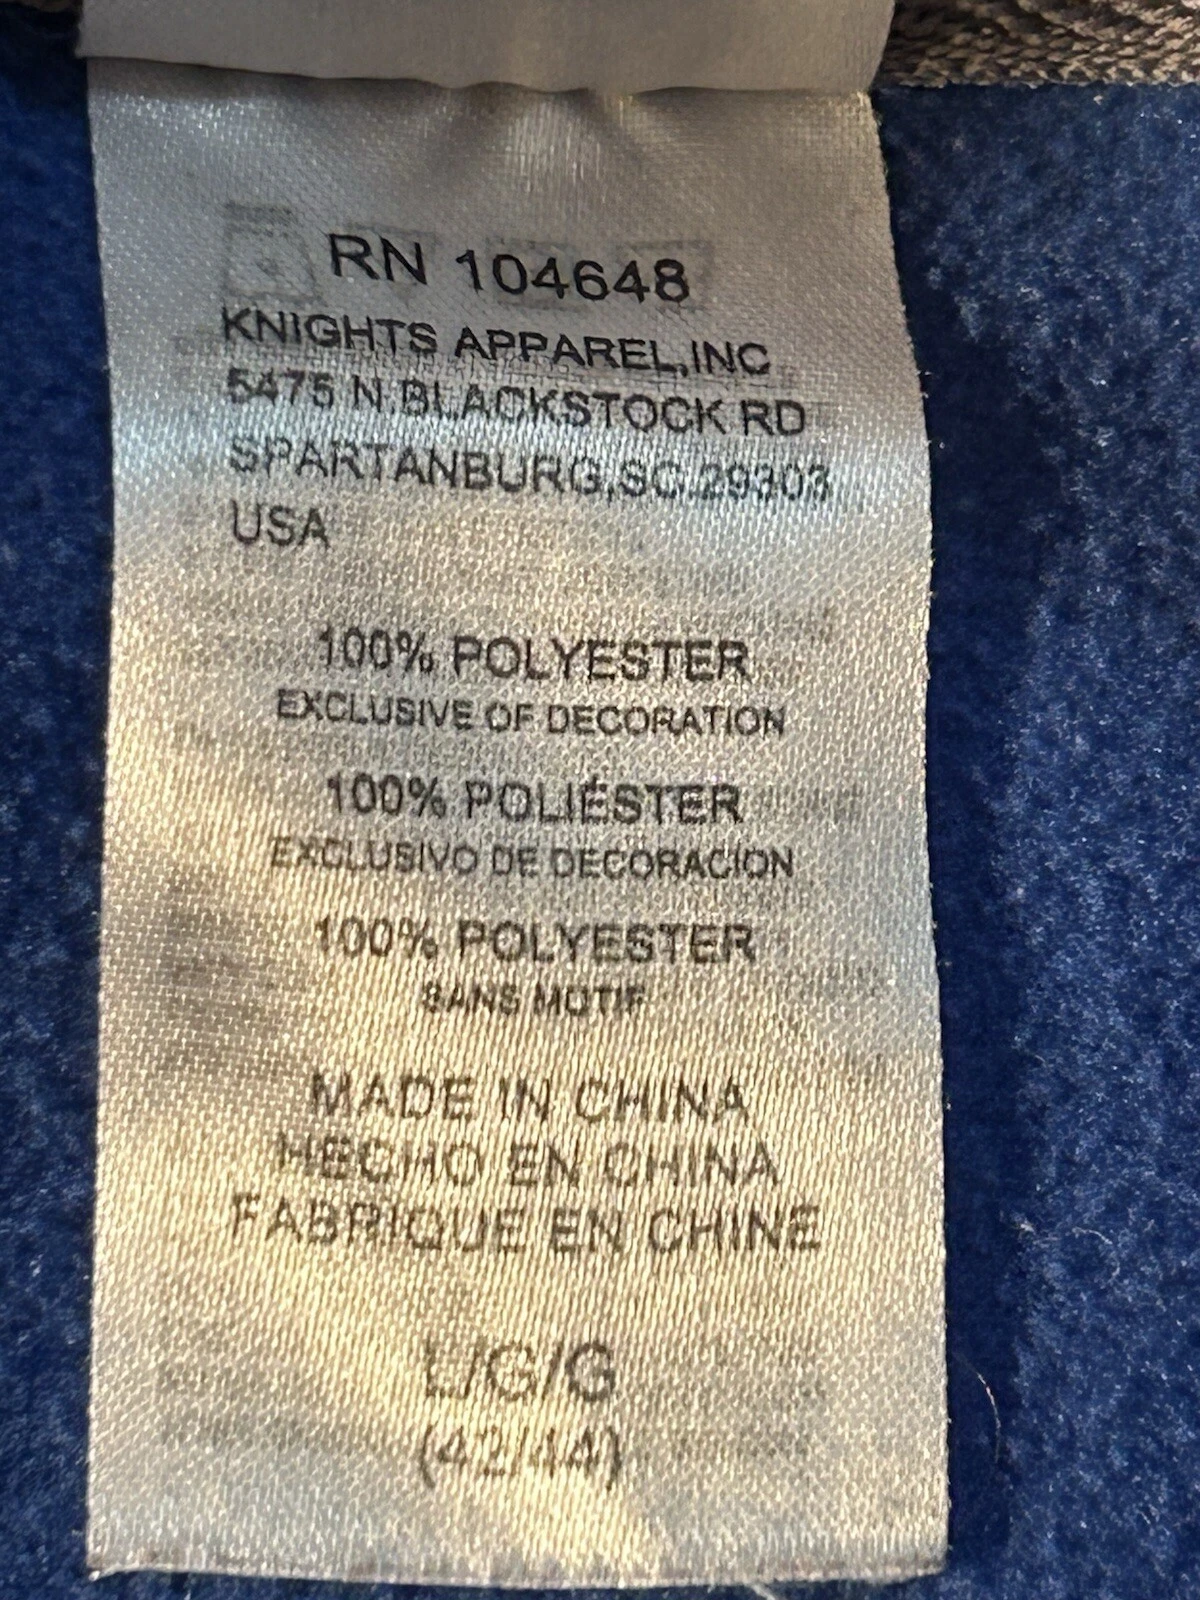 RN 104648
KNIGHTS APPAREL,INC
5475 N.BLACKSTOCK RD
SPARTANBURG,SC.29303
USA
100% POLYESTER
EXCLUSIVE OF DECORATION
100% POLIÉSTER
EXCLUSIVO DE DECORACION
100% POLYESTER
SANS MOTIF
MADE IN CHINA
HECHO EN CHINA
FABRIQUE EN CHINE
L/G/G
(42/44)